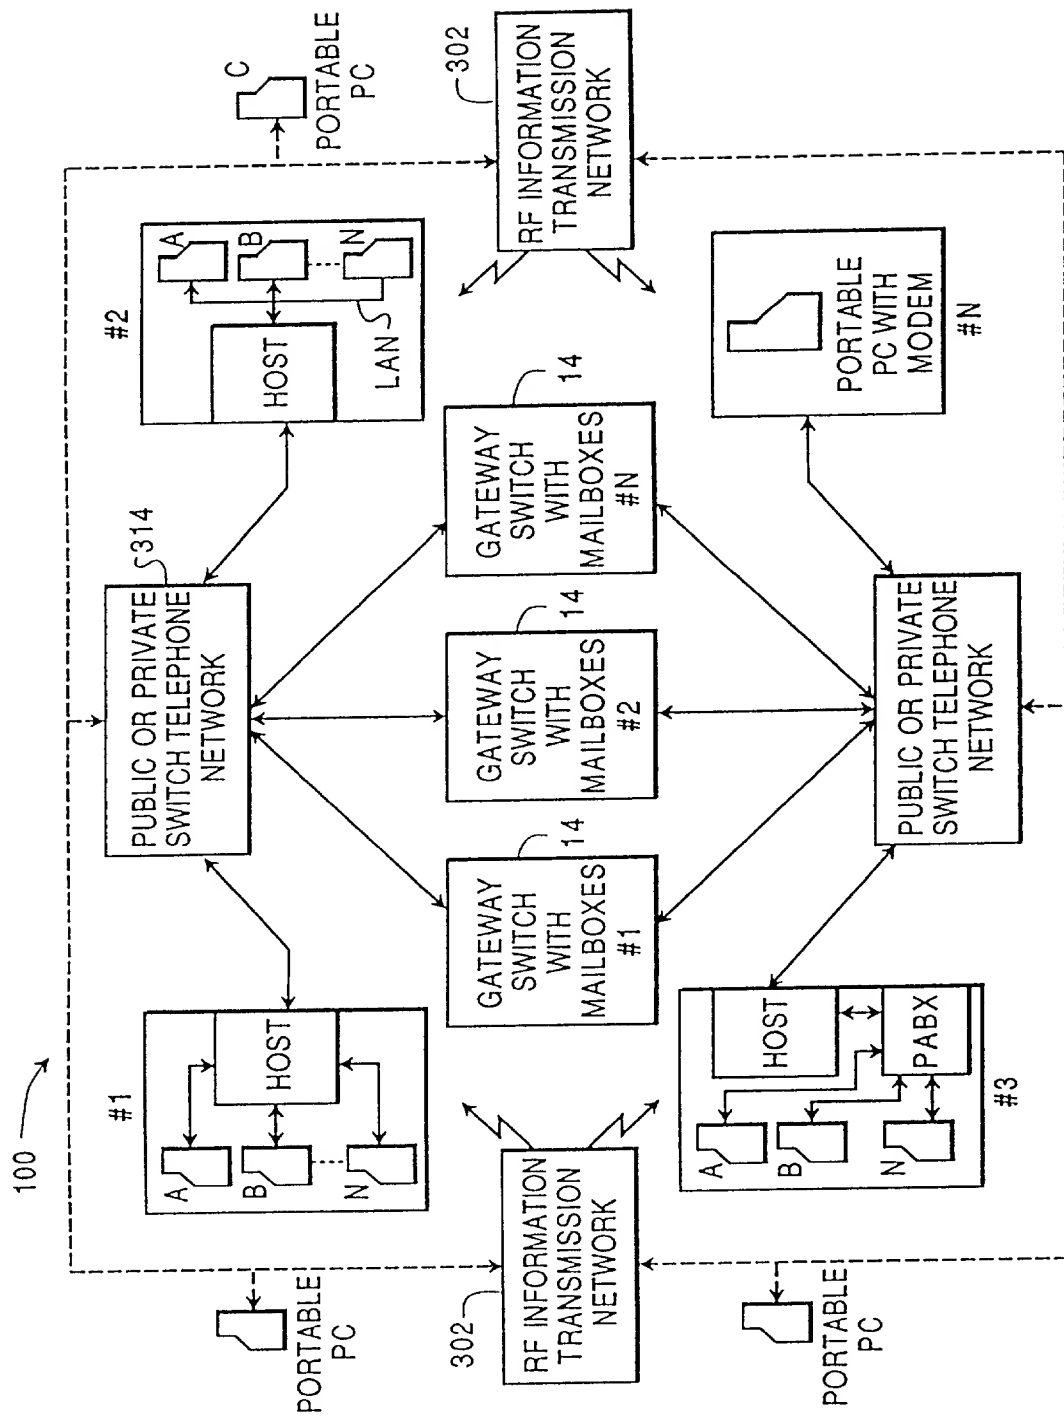 100
PORTABLE
PC
#1
A
B
N
HOST
PUBLIC OR PRIVATE
SWITCH TELEPHONE
NETWORK
314
#2
HOST
A
B
N
LAN
C
PORTABLE
PC
302
RF INFORMATION
TRANSMISSION
NETWORK
GATEWAY
SWITCH
WITH
MAILBOXES
#1
14
GATEWAY
SWITCH
WITH
MAILBOXES
#2
14
GATEWAY
SWITCH
WITH
MAILBOXES
#N
14
302
RF INFORMATION
TRANSMISSION
NETWORK
PORTABLE
PC
A
B
N
HOST
PABX
#3
PUBLIC OR PRIVATE
SWITCH TELEPHONE
NETWORK
PORTABLE
PC WITH
MODEM
#N